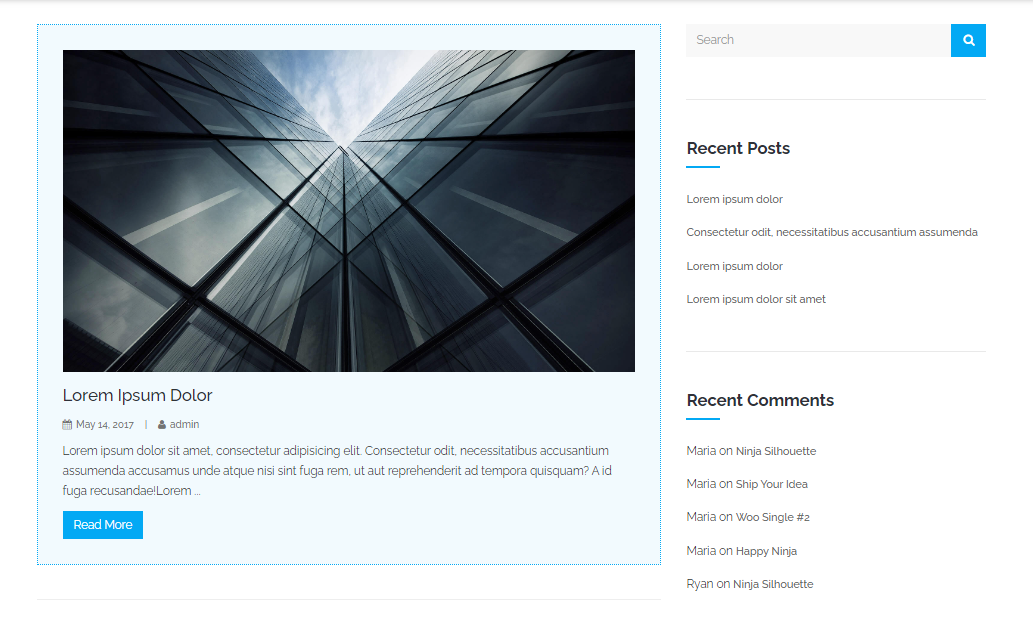 Lorem Ipsum Dolor
May 14, 2017 | admin
Lorem ipsum dolor sit amet, consectetur adipisicing elit. Consectetur odit, necessitatibus accusantium
assumenda accusamus unde atque nisi sint fuga rem, ut aut reprehenderit ad tempora quisquam? A id
fuga recusandae!Lorem ...
Read More
Search
Recent Posts
Lorem ipsum dolor
Consectetur odit, necessitatibus accusantium assumenda
Lorem ipsum dolor
Lorem ipsum dolor sit amet
Recent Comments
Maria on Ninja Silhouette
Maria on Ship Your Idea
Maria on Woo Single #2
Maria on Happy Ninja
Ryan on Ninja Silhouette